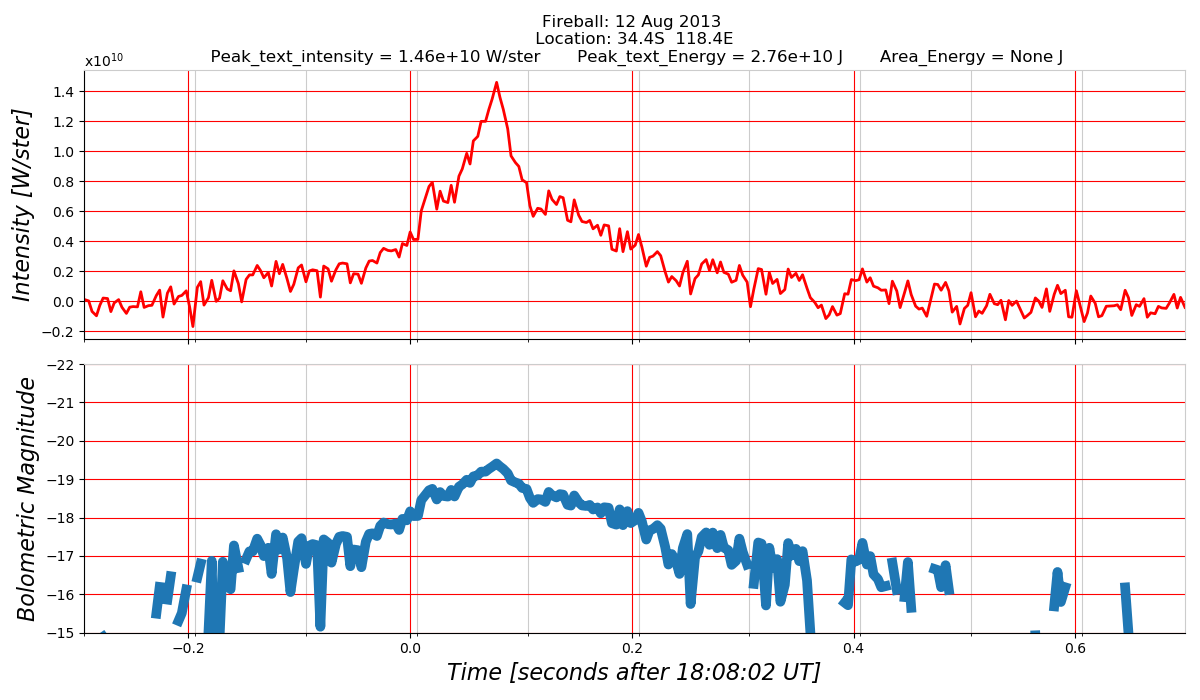 Fireball: 12 Aug 2013
Location: 34.4S  118.4E
Peak_text_intensity = 1.46e+10 W/ster       Peak_text_Energy = 2.76e+10 J       Area_Energy = None J
x10¹⁰
Intensity [W/ster]
1.4
1.2
1.0
0.8
0.6
0.4
0.2
0.0
−0.2
Bolometric Magnitude
−22
−21
−20
−19
−18
−17
−16
−15
−0.2 0.0 0.2 0.4 0.6
Time [seconds after 18:08:02 UT]